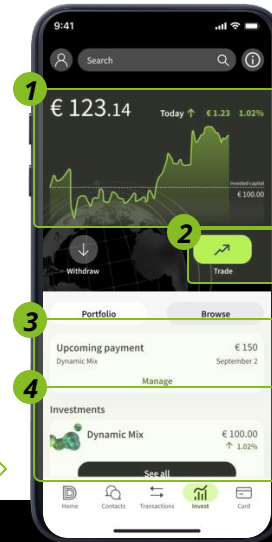 9:41
Search
1
€ 123.14
Today ↑ € 1.23 1.02%
Invested capital
€ 100.00
2
Withdraw
Trade
3
Portfolio Browse
Upcoming payment € 150
Dynamic Mix September 2
4
Manage
Investments
Dynamic Mix € 100.00
↑ 1.02%
See all
Home Contacts Transactions Invest Card